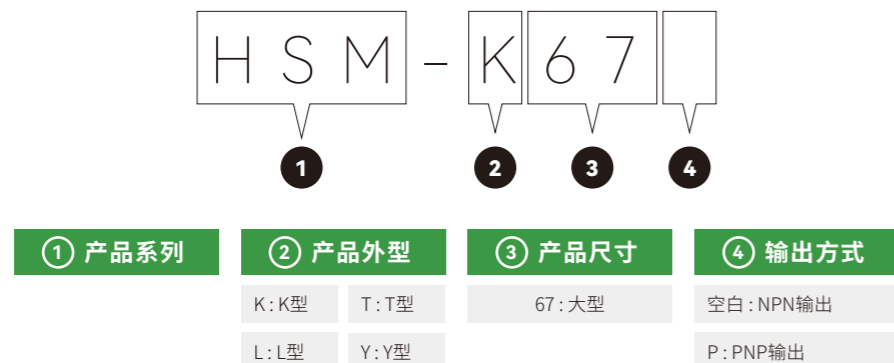 HSM-K67
1 2 3 4
① 产品系列 ② 产品外型 ③ 产品尺寸 ④ 输出方式
K:K型 T:T型 67:大型 空白:NPN输出
L:L型 Y:Y型 P:PNP输出